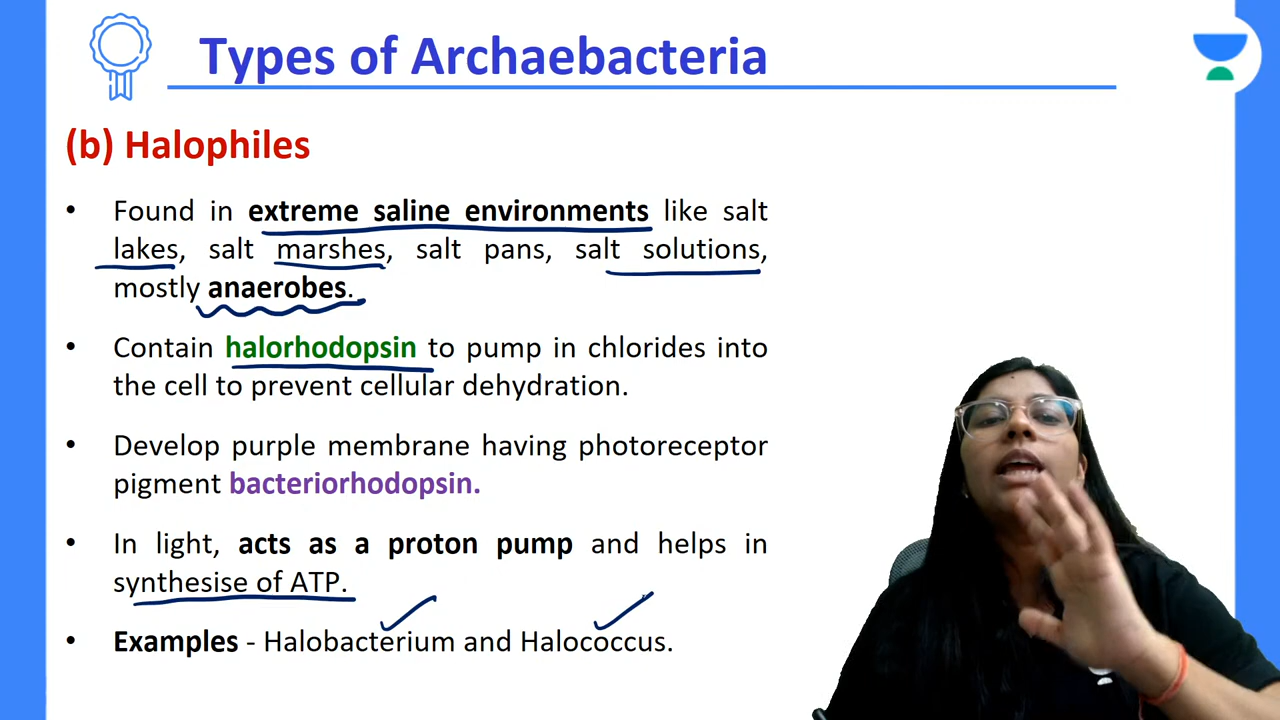 Types of Archaebacteria
(b) Halophiles
• Found in extreme saline environments like salt
lakes, salt marshes, salt pans, salt solutions,
mostly anaerobes.
• Contain halorhodopsin to pump in chlorides into
the cell to prevent cellular dehydration.
• Develop purple membrane having photoreceptor
pigment bacteriorhodopsin.
• In light, acts as a proton pump and helps in
synthesise of ATP.
• Examples - Halobacterium and Halococcus.